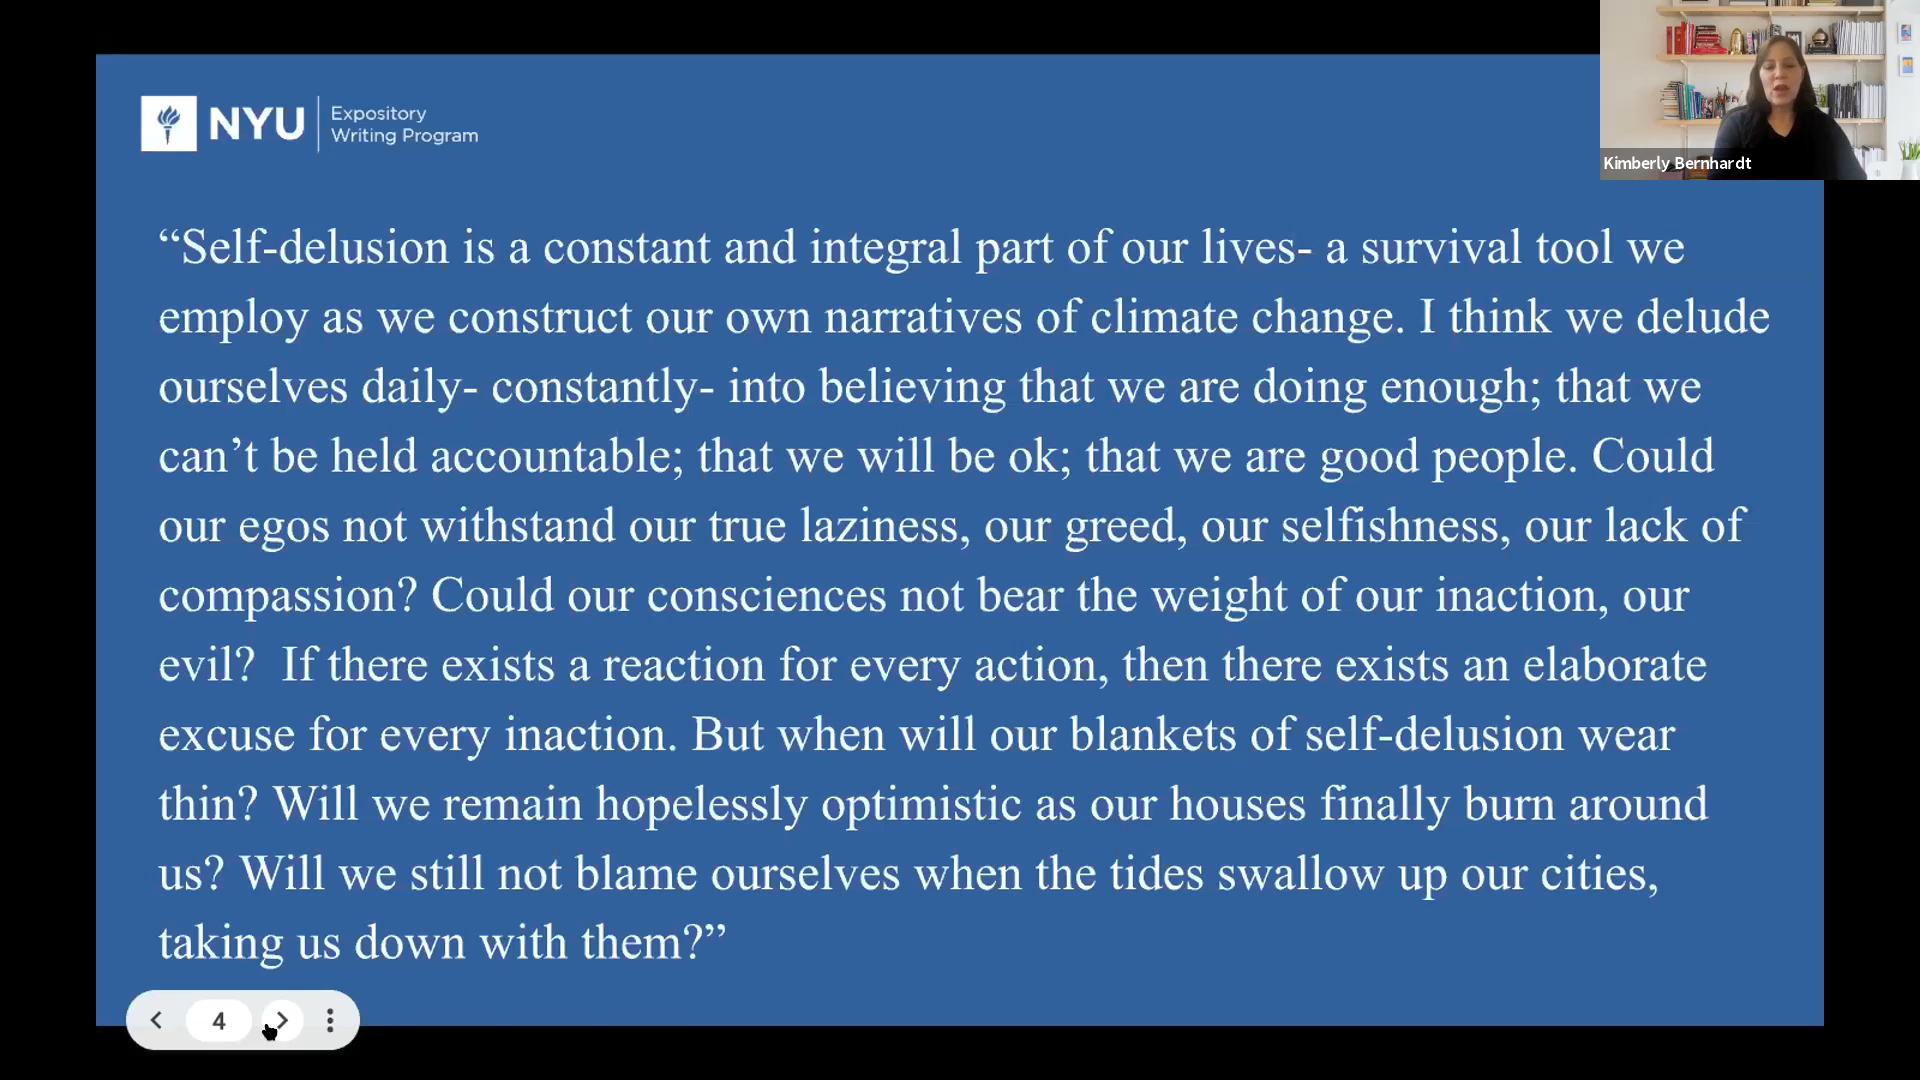 NYU
Expository
Writing Program
Kimberly Bernhardt
“Self-delusion is a constant and integral part of our lives- a survival tool we
employ as we construct our own narratives of climate change. I think we delude
ourselves daily- constantly- into believing that we are doing enough; that we
can’t be held accountable; that we will be ok; that we are good people. Could
our egos not withstand our true laziness, our greed, our selfishness, our lack of
compassion? Could our consciences not bear the weight of our inaction, our
evil?  If there exists a reaction for every action, then there exists an elaborate
excuse for every inaction. But when will our blankets of self-delusion wear
thin? Will we remain hopelessly optimistic as our houses finally burn around
us? Will we still not blame ourselves when the tides swallow up our cities,
taking us down with them?”
4